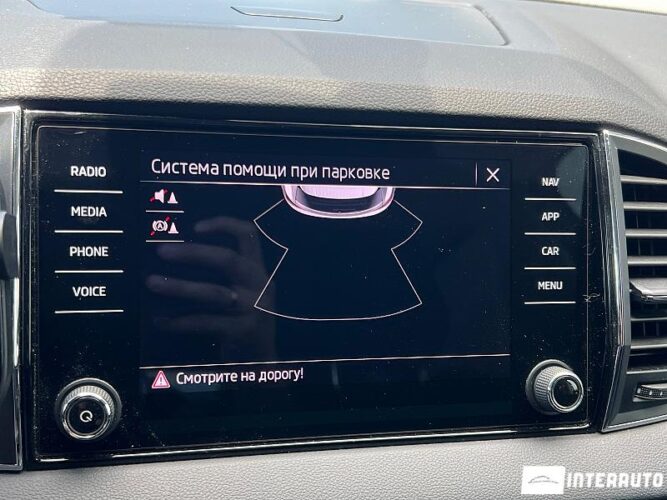 Система помощи при парковке
RADIO
MEDIA
PHONE
VOICE
NAV
APP
CAR
MENU
Смотрите на дорогу!
INTERAUTO